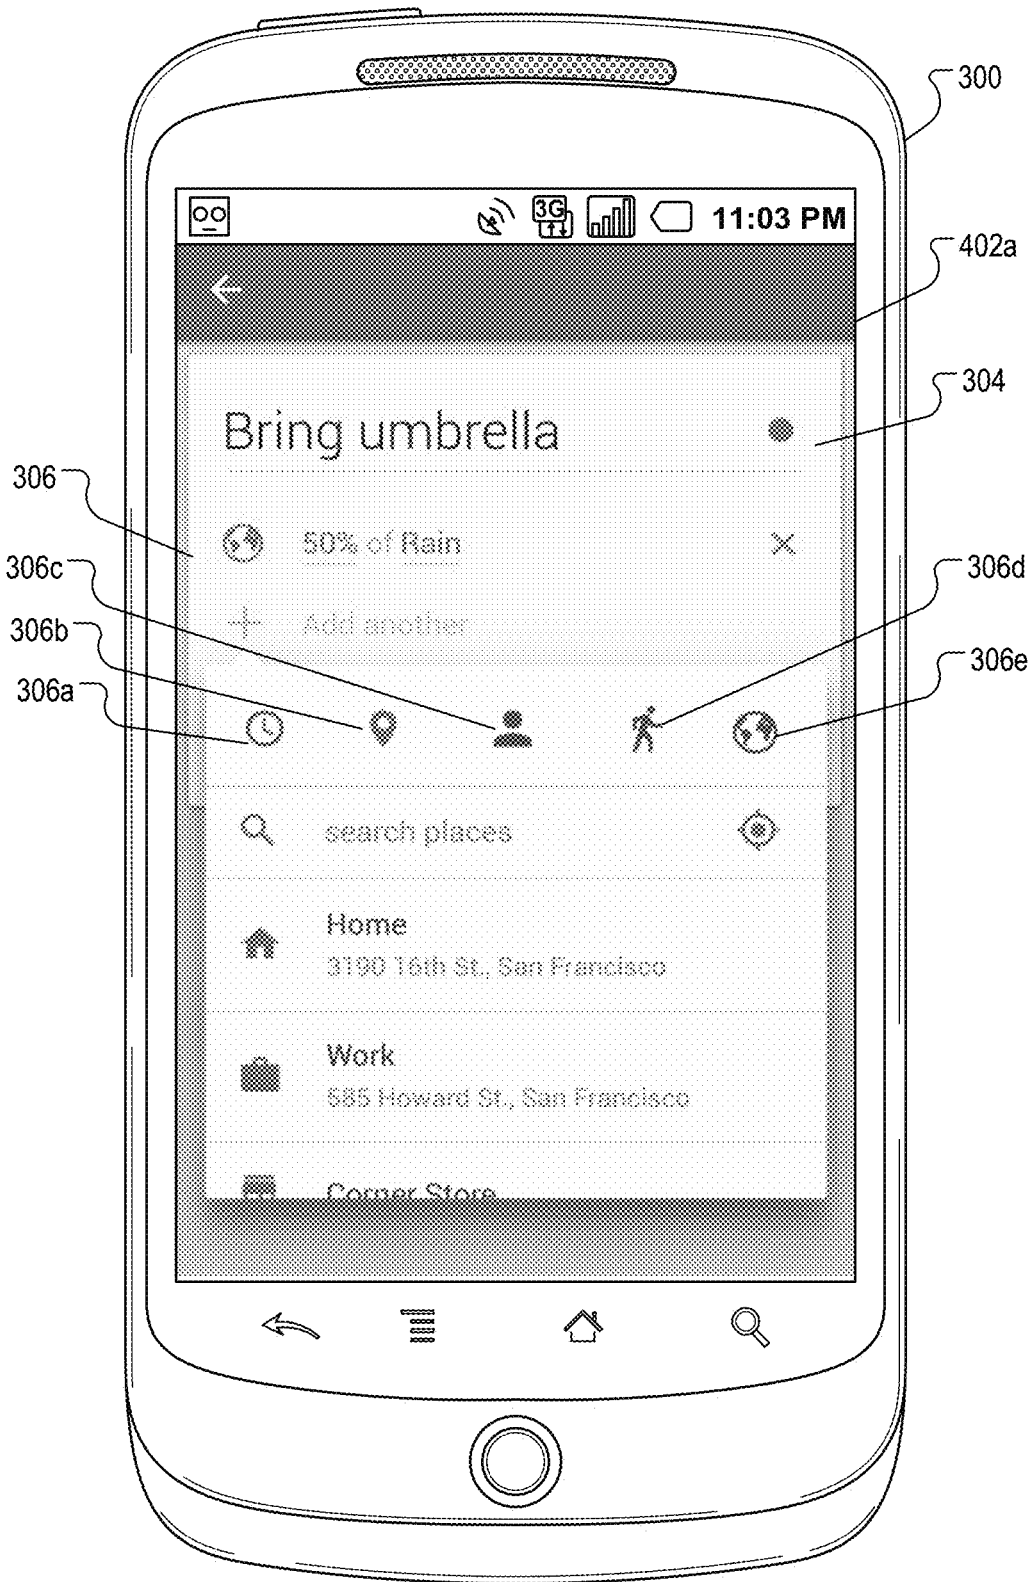 300
3G 11:03 PM
402a
304
Bring umbrella
306
50% of Rain
306c
306d
Add another
306b
306e
306a
search places
Home
3190 16th St., San Francisco
Work
585 Howard St., San Francisco
Corner Store